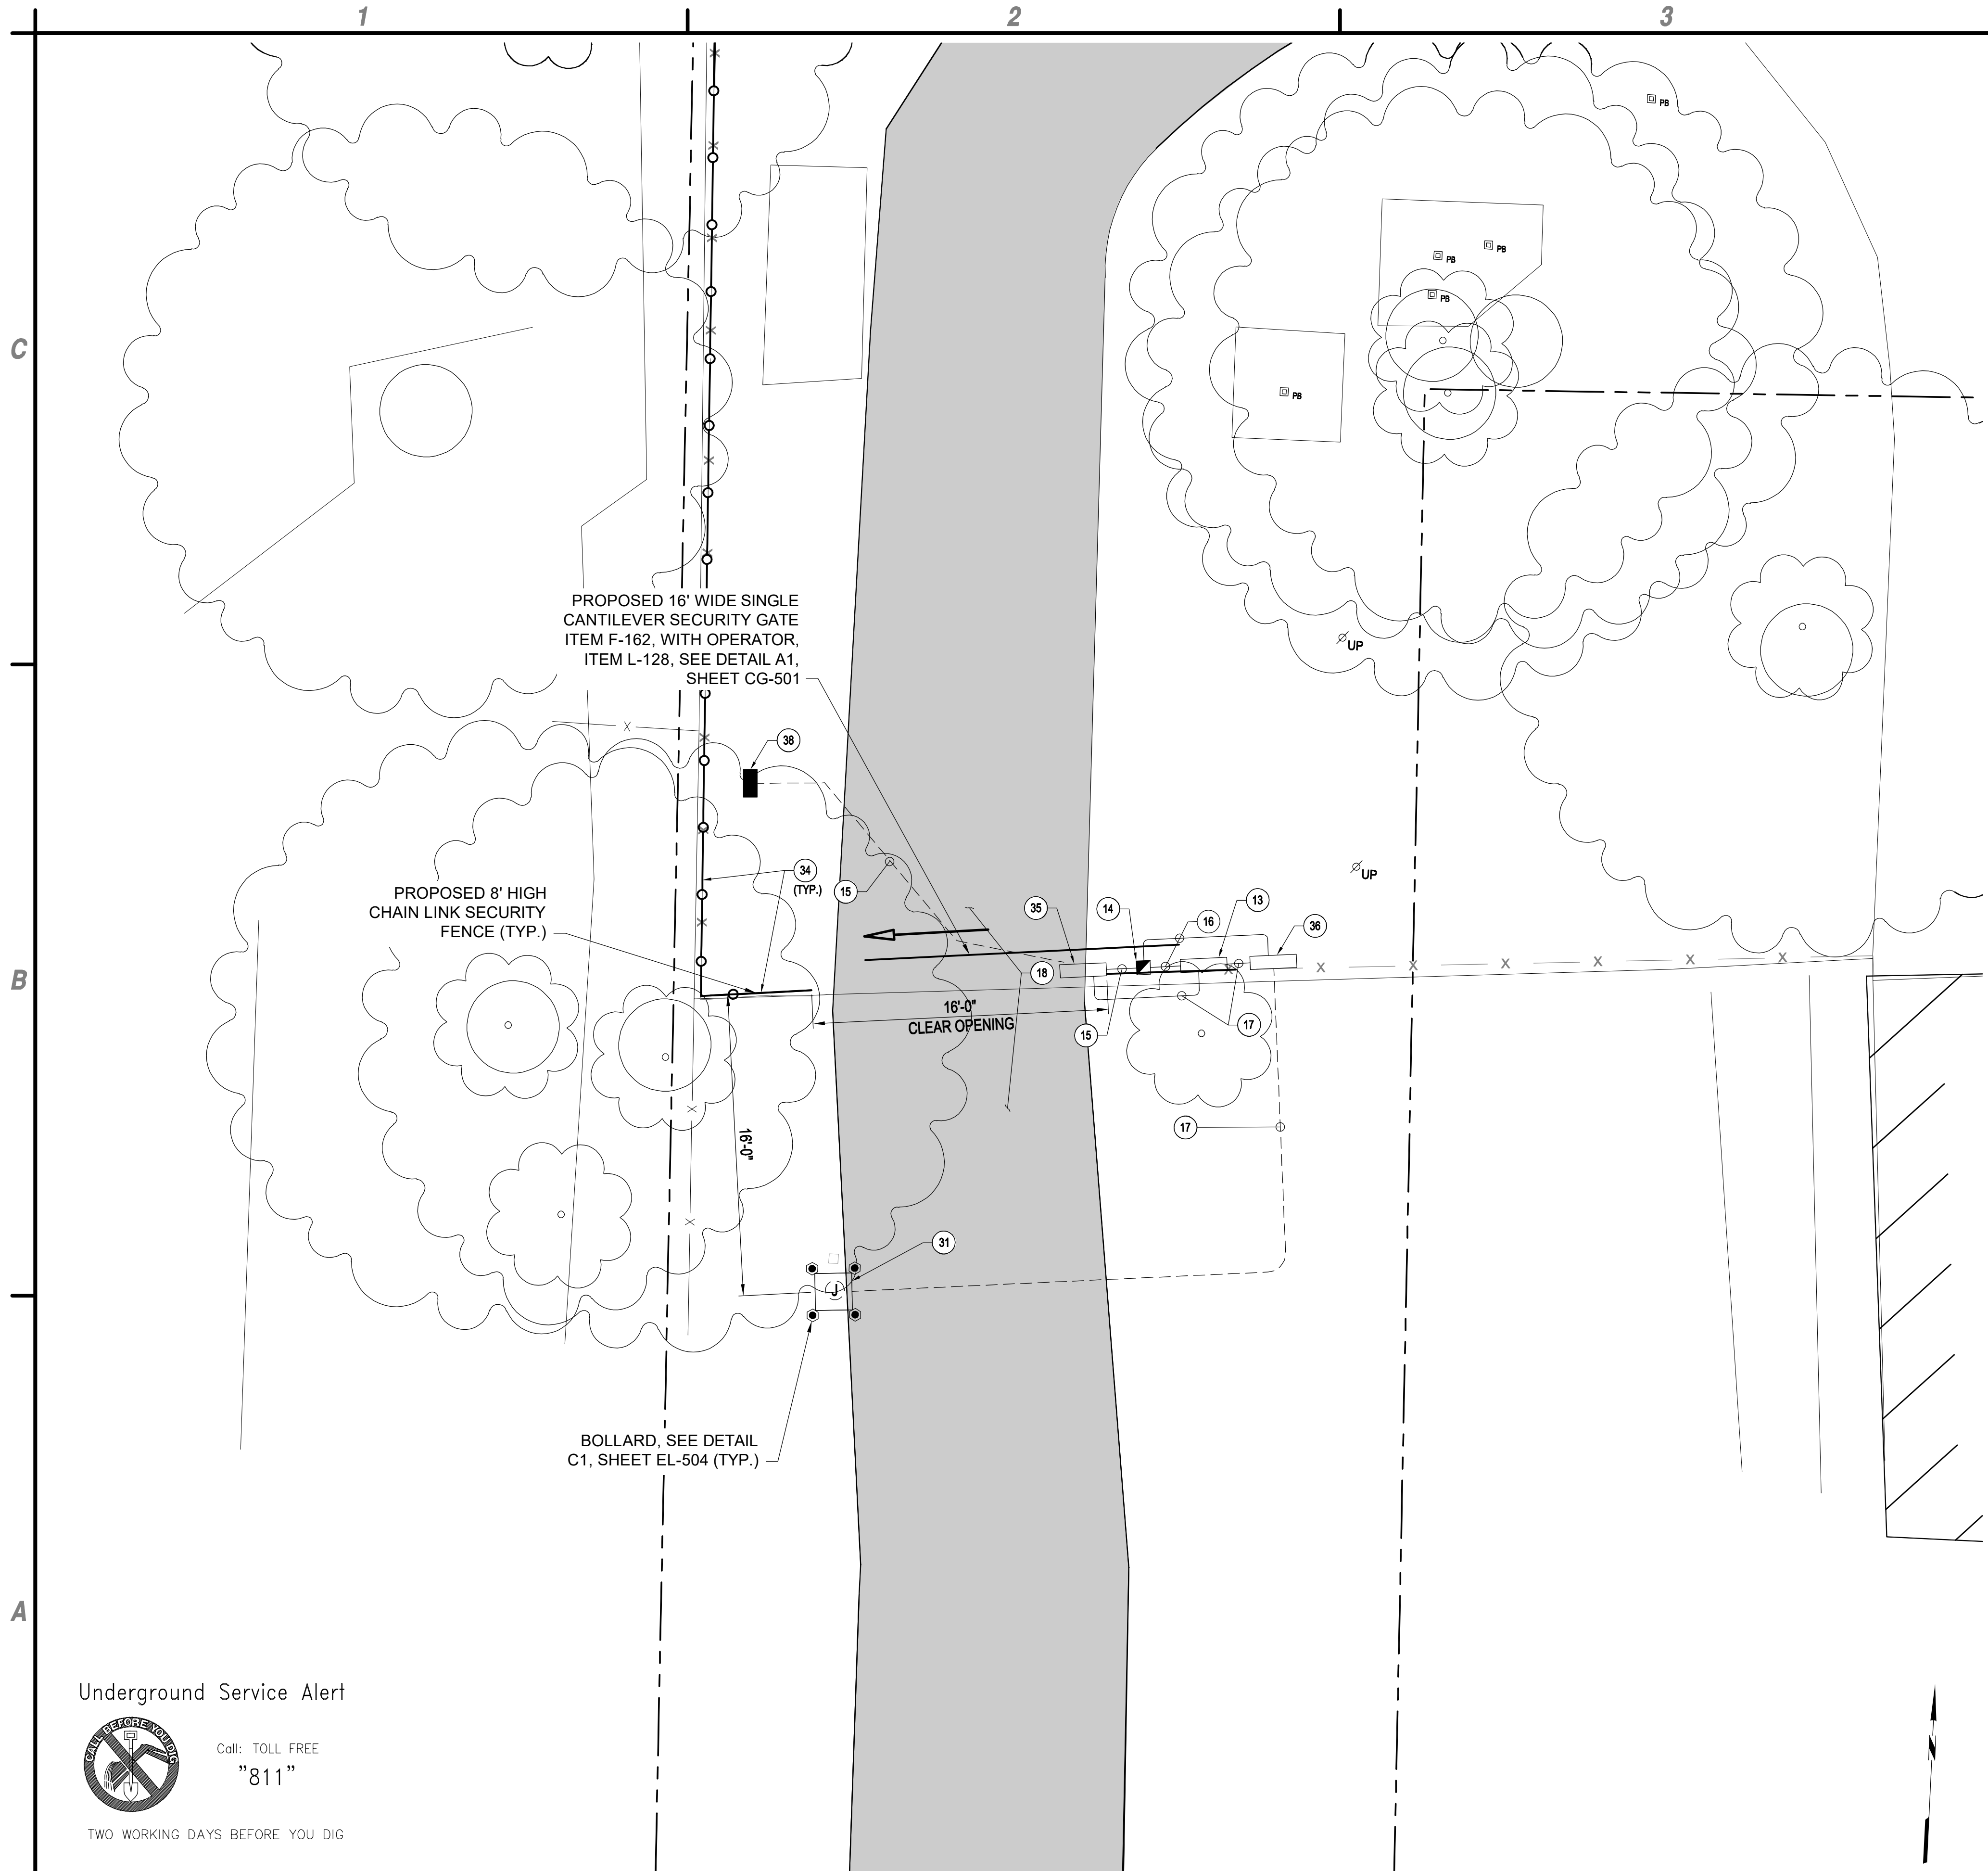 1
2
3
C
B
A
PB
PB
PB
PB
PB
PROPOSED 16' WIDE SINGLE
CANTILEVER SECURITY GATE
ITEM F-162, WITH OPERATOR,
ITEM L-128, SEE DETAIL A1,
SHEET CG-501
UP
38
UP
34
(TYP.)
15
PROPOSED 8' HIGH
CHAIN LINK SECURITY
FENCE (TYP.)
35
14
16
13
36
18
16'-0"
CLEAR OPENING
15
17
17
16'-0"
31
J
BOLLARD, SEE DETAIL
C1, SHEET EL-504 (TYP.)
Underground Service Alert
CALL BEFORE YOU DIG
Call: TOLL FREE
"811"
TWO WORKING DAYS BEFORE YOU DIG
N